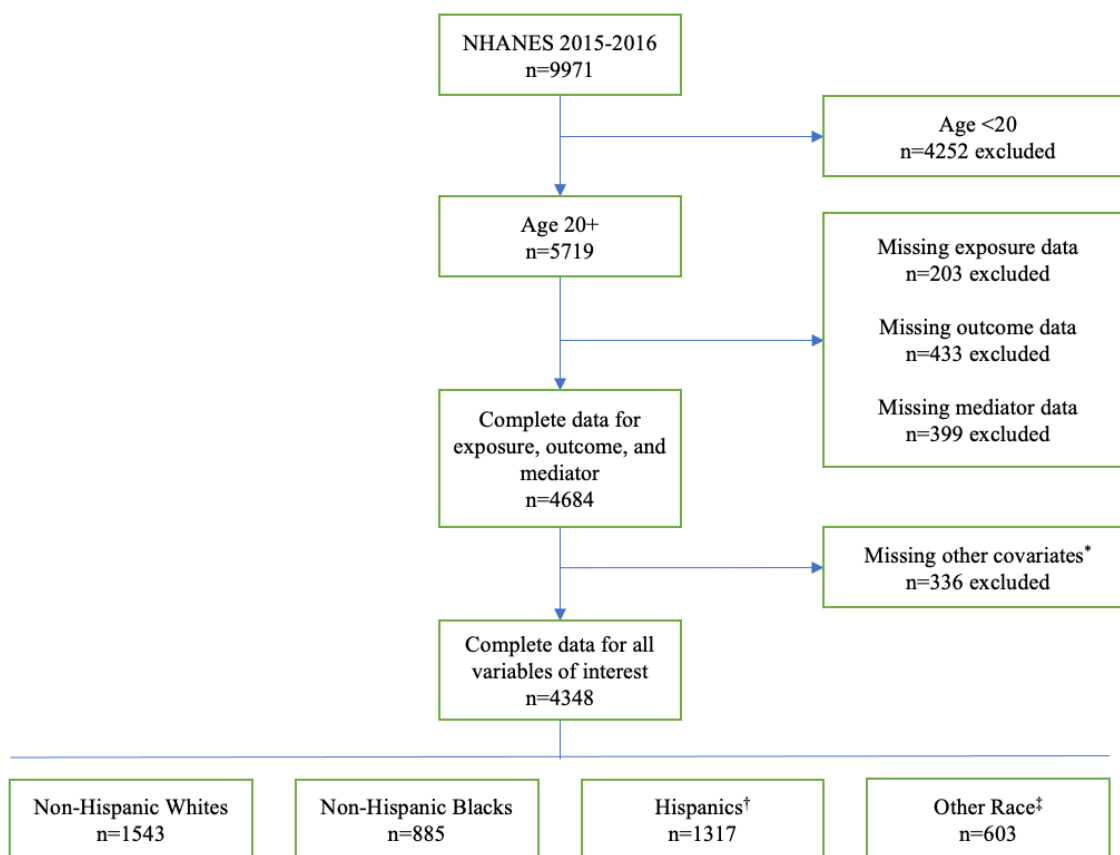 NHANES 2015-2016
n=9971
Age <20
n=4252 excluded
Age 20+
n=5719
Missing exposure data
n=203 excluded
Missing outcome data
n=433 excluded
Missing mediator data
n=399 excluded
Complete data for
exposure, outcome, and
mediator
n=4684
Missing other covariates*
n=336 excluded
Complete data for all
variables of interest
n=4348
Non-Hispanic Whites
n=1543
Non-Hispanic Blacks
n=885
Hispanics†
n=1317
Other Race‡
n=603